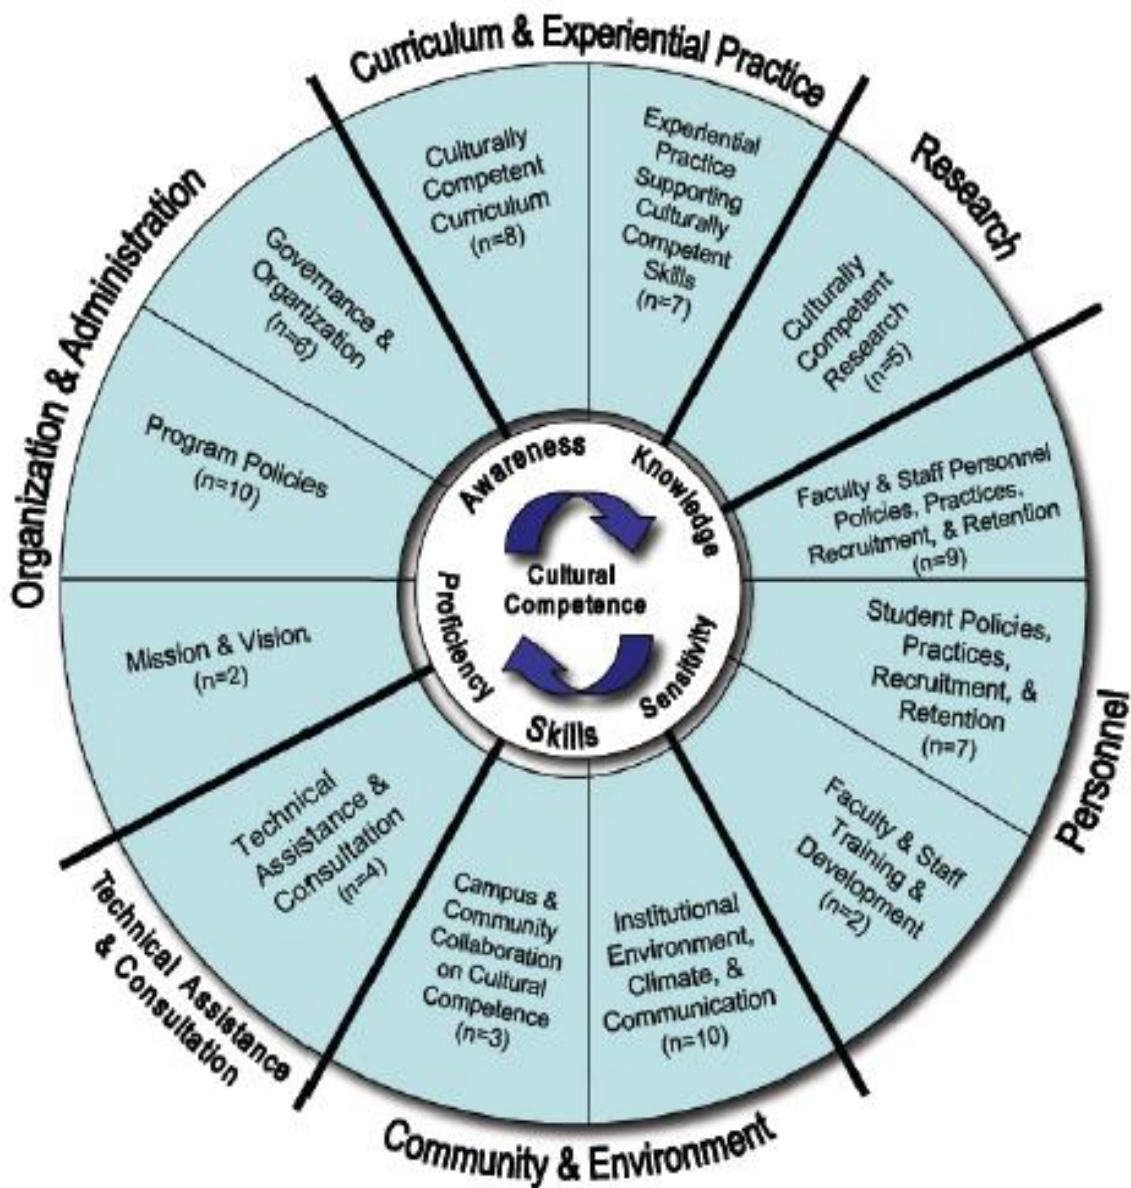 Curriculum & Experiential Practice
Culturally
Competent
Curriculum
(n=8)
Experiential
Practice
Supporting
Culturally
Competent
Skills
(n=7)
Research
Culturally
Competent
Research
(n=5)
Personnel
Faculty & Staff Personnel
Policies, Practices,
Recruitment, & Retention
(n=9)
Student Policies,
Practices,
Recruitment, &
Retention
(n=7)
Faculty & Staff
Training &
Development
(n=2)
Community & Environment
Institutional
Environment,
Climate, &
Communication
(n=10)
Campus &
Community
Collaboration
on Cultural
Competence
(n=3)
Technical Assistance
& Consultation
Technical
Assistance &
Consultation
(n=4)
Organization & Administration
Mission & Vision
(n=2)
Program Policies
(n=10)
Governance &
Organtization
(n=6)
Awareness
Knowledge
Sensitivity
Skills
Proficiency
Cultural
Competence